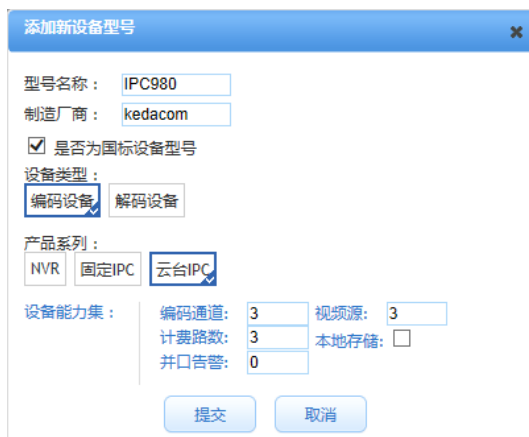 添加新设备型号
型号名称： IPC980
制造厂商： kedacom
是否为国标设备型号
设备类型：
编码设备 解码设备
产品系列：
NVR 固定IPC 云台IPC
设备能力集： 编码通道: 3 视频源: 3
计费路数: 3 本地存储:
并口告警: 0
提交 取消